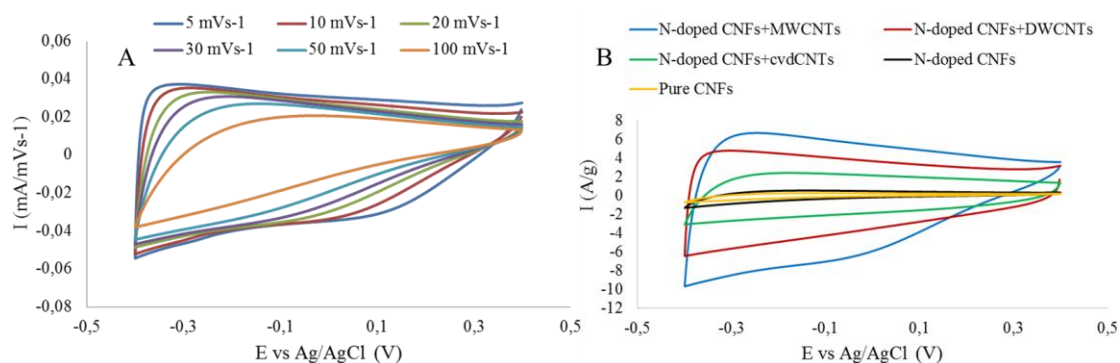 5 mVs-1 10 mVs-1 20 mVs-1
30 mVs-1 50 mVs-1 100 mVs-1
A
0,06
0,04
0,02
0
-0,02
-0,04
-0,06
-0,08
I (mA/mVs-1)
-0,5 -0,3 -0,1 0,1 0,3 0,5
E vs Ag/AgCl (V)
N-doped CNFs+MWCNTs N-doped CNFs+DWCNTs
N-doped CNFs+cvdCNTs N-doped CNFs
Pure CNFs
B
8
6
4
2
0
-2
-4
-6
-8
-10
-12
I (A/g)
-0,5 -0,3 -0,1 0,1 0,3 0,5
E vs Ag/AgCl (V)